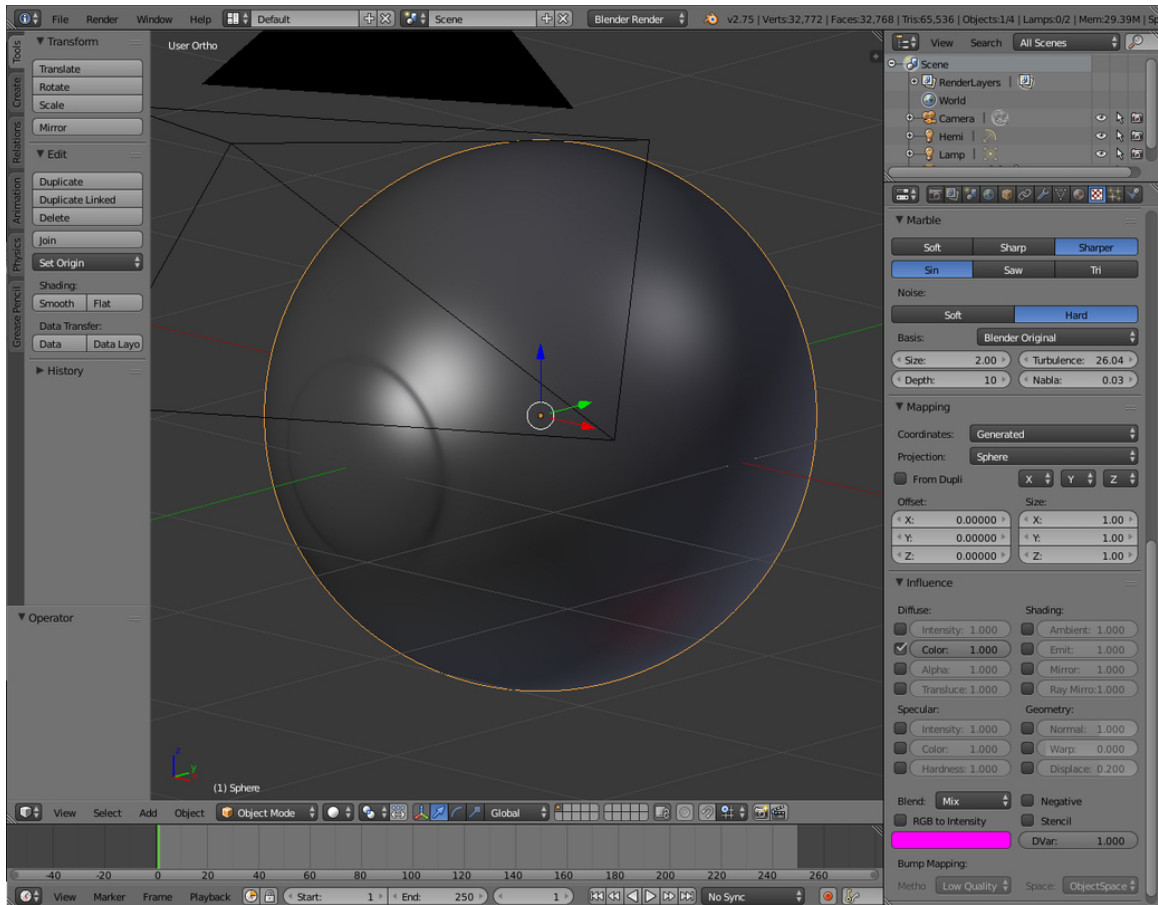 File Render Window Help Default Scene Blender Render v2.75 | Verts:32,772 | Faces:32,768 | Tris:65,536 | Objects:1/4 | Lamps:0/2 | Mem:29.39M | Sp
Tools
Create
Relations
Animation
Physics
Grease Pencil
Transform
Translate
Rotate
Scale
Mirror
Edit
Duplicate
Duplicate Linked
Delete
Join
Set Origin
Shading:
Smooth Flat
Data Transfer:
Data Data Layo
History
Operator
User Ortho
z
y
(1) Sphere
View Select Add Object Object Mode Global
-40 -20 0 20 40 60 80 100 120 140 160 180 200 220 240 260
View Marker Frame Playback Start: 1 End: 250 1 No Sync
View Search All Scenes
Scene
RenderLayers |
World
Camera |
Hemi |
Lamp |
Marble
Soft Sharp Sharper
Sin Saw Tri
Noise:
Soft Hard
Basis: Blender Original
Size: 2.00 Turbulence: 26.04
Depth: 10 Nabla: 0.03
Mapping
Coordinates: Generated
Projection: Sphere
From Dupli X Y Z
Offset: Size:
X: 0.00000 X: 1.00
Y: 0.00000 Y: 1.00
Z: 0.00000 Z: 1.00
Influence
Diffuse: Shading:
Intensity: 1.000 Ambient: 1.000
Color: 1.000 Emit: 1.000
Alpha: 1.000 Mirror: 1.000
Transluce: 1.000 Ray Mirro: 1.000
Specular: Geometry:
Intensity: 1.000 Normal: 1.000
Color: 1.000 Warp: 0.000
Hardness: 1.000 Displace: 0.200
Blend: Mix Negative
RGB to Intensity Stencil
DVar: 1.000
Bump Mapping:
Metho Low Quality Space: ObjectSpace